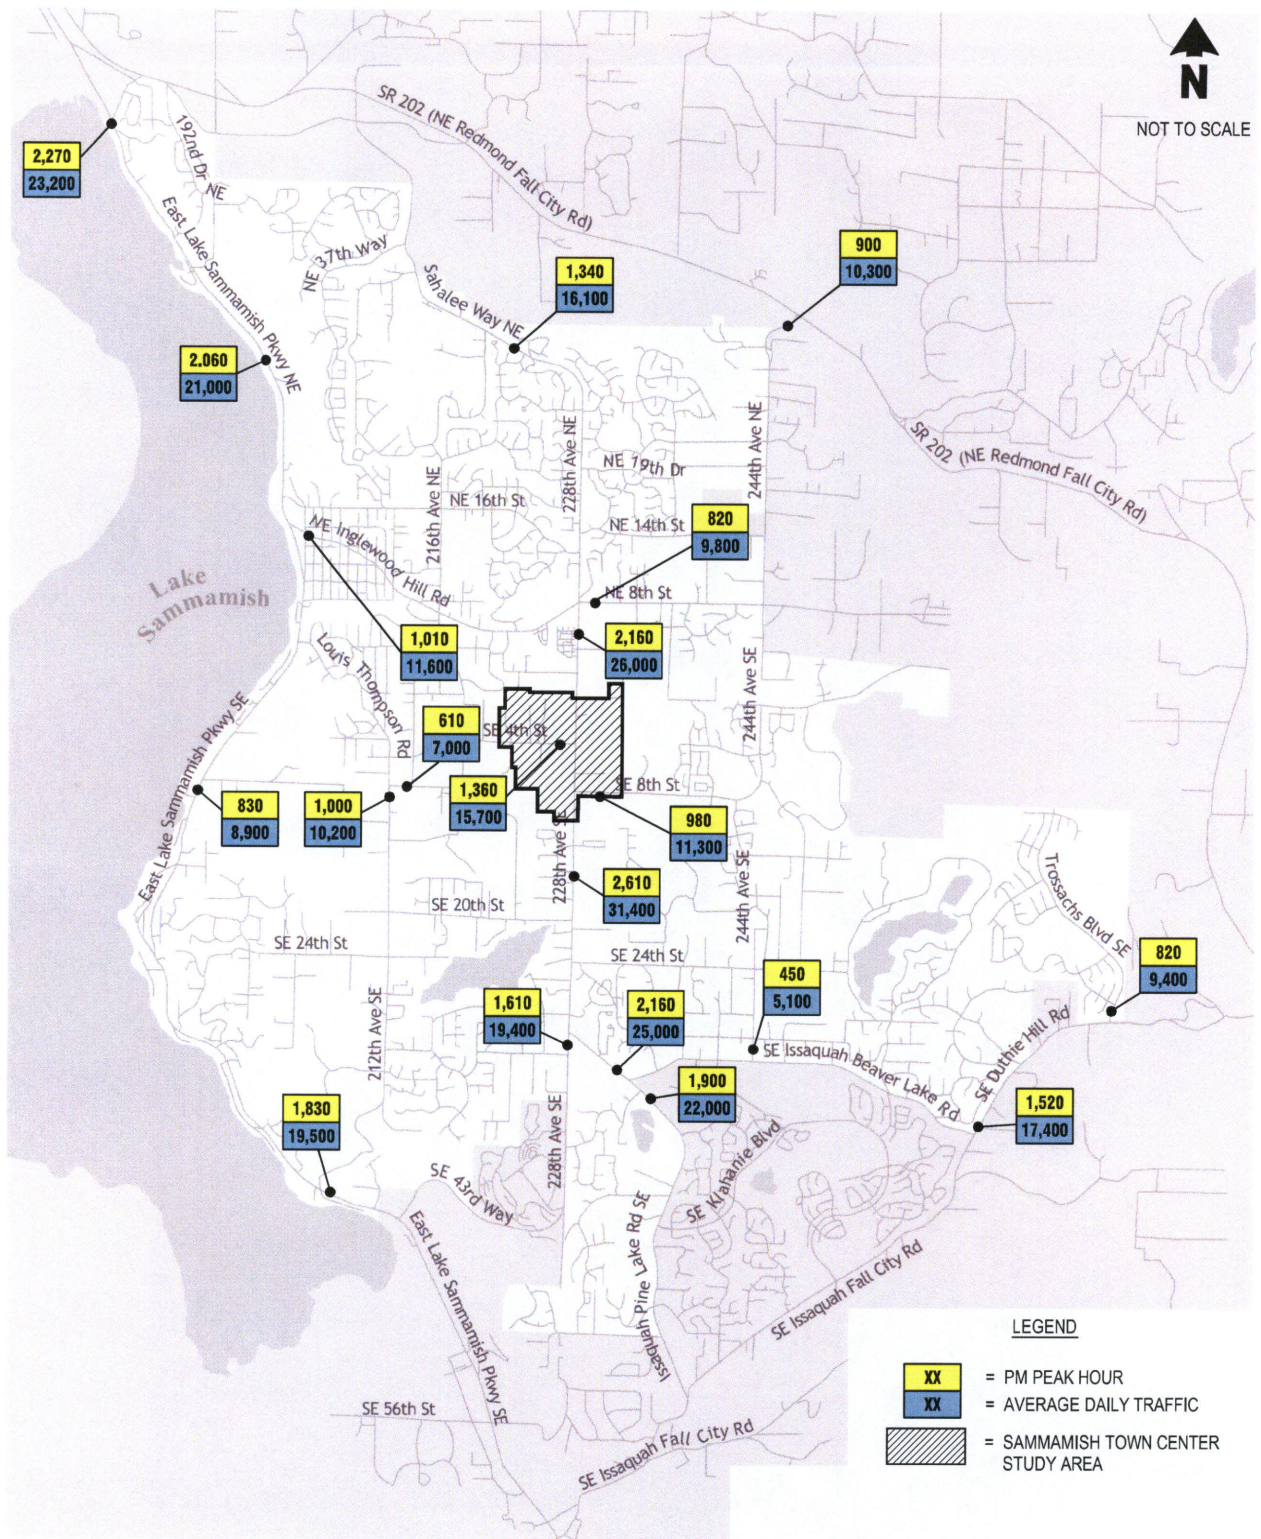 N
NOT TO SCALE
SR 202 (NE Redmond Fall City Rd)
192nd Dr NE
2,270
23,200
East Lake Sammamish Pkwy NE
NE 37th Way
Sahalee Way NE
1,340
16,100
900
10,300
2.060
21,000
228th Ave NE
244th Ave NE
SR 202 (NE Redmond Fall City Rd)
NE 19th Dr
216th Ave NE
NE 16th St
NE 14th St
820
9,800
NE Inglewood Hill Rd
Lake
Sammamish
NE 8th St
1,010
11,600
2,160
26,000
Louis Thompson Rd
244th Ave SE
East Lake Sammamish Pkwy SE
610
7,000
SE 4th St
SE 8th St
830
8,900
1,000
10,200
1,360
15,700
980
11,300
228th Ave SE
244th Ave SE
2,610
31,400
Trossachs Blvd SE
SE 20th St
SE 24th St
SE 24th St
820
9,400
450
5,100
212th Ave SE
1,610
19,400
2,160
25,000
SE Issaquah Beaver Lake Rd
SE Duthie Hill Rd
1,900
22,000
1,520
17,400
1,830
19,500
228th Ave SE
SE Klahanie Blvd
SE 43rd Way
Issaquah Pine Lake Rd SE
East Lake Sammamish Pkwy SE
SE Issaquah Fall City Rd
SE 56th St
SE Issaquah Fall City Rd
LEGEND
XX = PM PEAK HOUR
XX = AVERAGE DAILY TRAFFIC
= SAMMAMISH TOWN CENTER
STUDY AREA